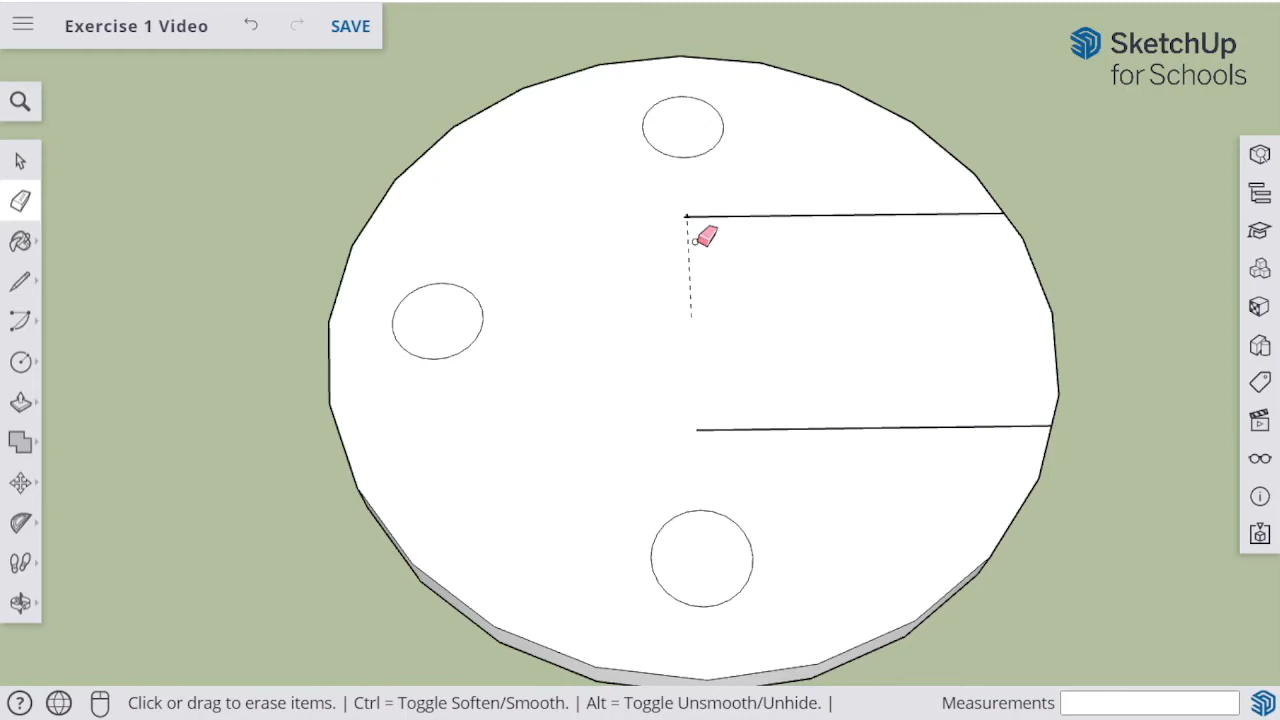 Exercise 1 Video
SAVE
SketchUp
for Schools
Click or drag to erase items. | Ctrl = Toggle Soften/Smooth. | Alt = Toggle Unsmooth/Unhide. |
Measurements